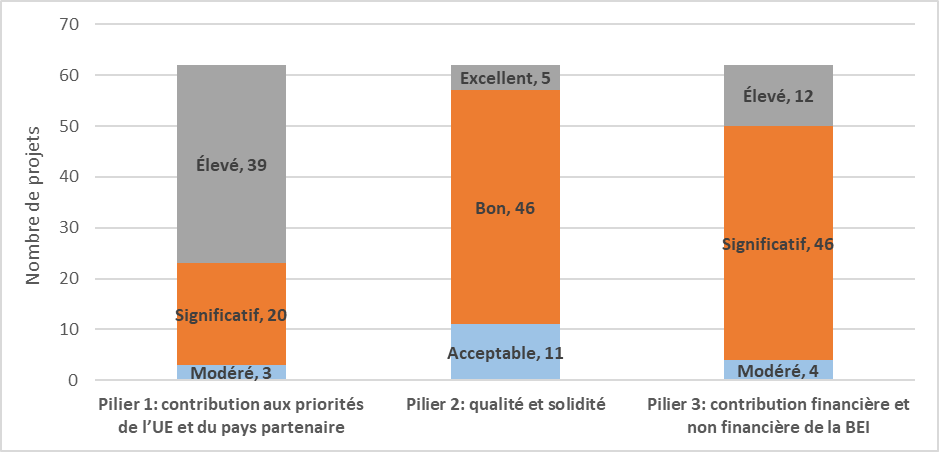 70
60
50
40
30
20
10
0
Nombre de projets
Élevé, 39
Significatif, 20
Modéré, 3
Excellent, 5
Bon, 46
Acceptable, 11
Élevé, 12
Significatif, 46
Modéré, 4
Pilier 1: contribution aux priorités
de l’UE et du pays partenaire
Pilier 2: qualité et solidité
Pilier 3: contribution financière et
non financière de la BEI